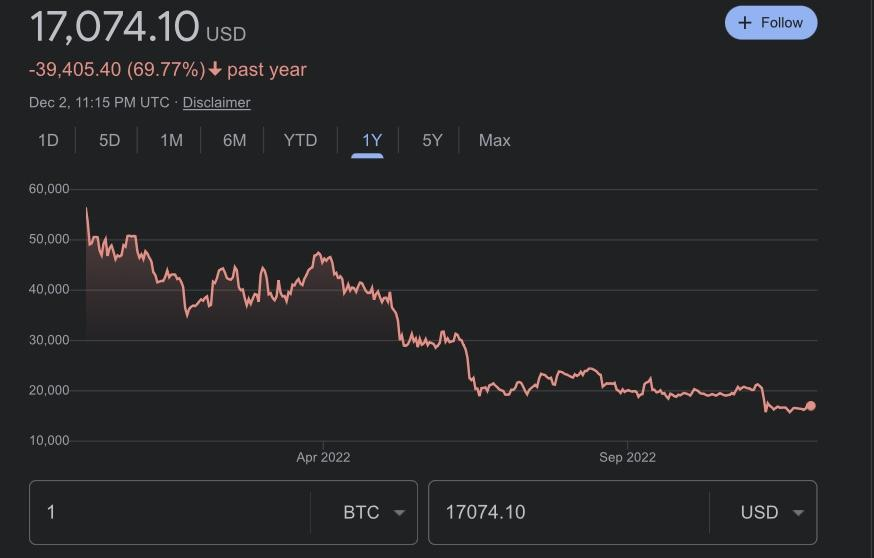 17,074.10 USD
+ Follow
-39,405.40 (69.77%)↓ past year
Dec 2, 11:15 PM UTC · Disclaimer
1D 5D 1M 6M YTD 1Y 5Y Max
60,000
50,000
40,000
30,000
20,000
10,000
Apr 2022 Sep 2022
1 BTC 17074.10 USD